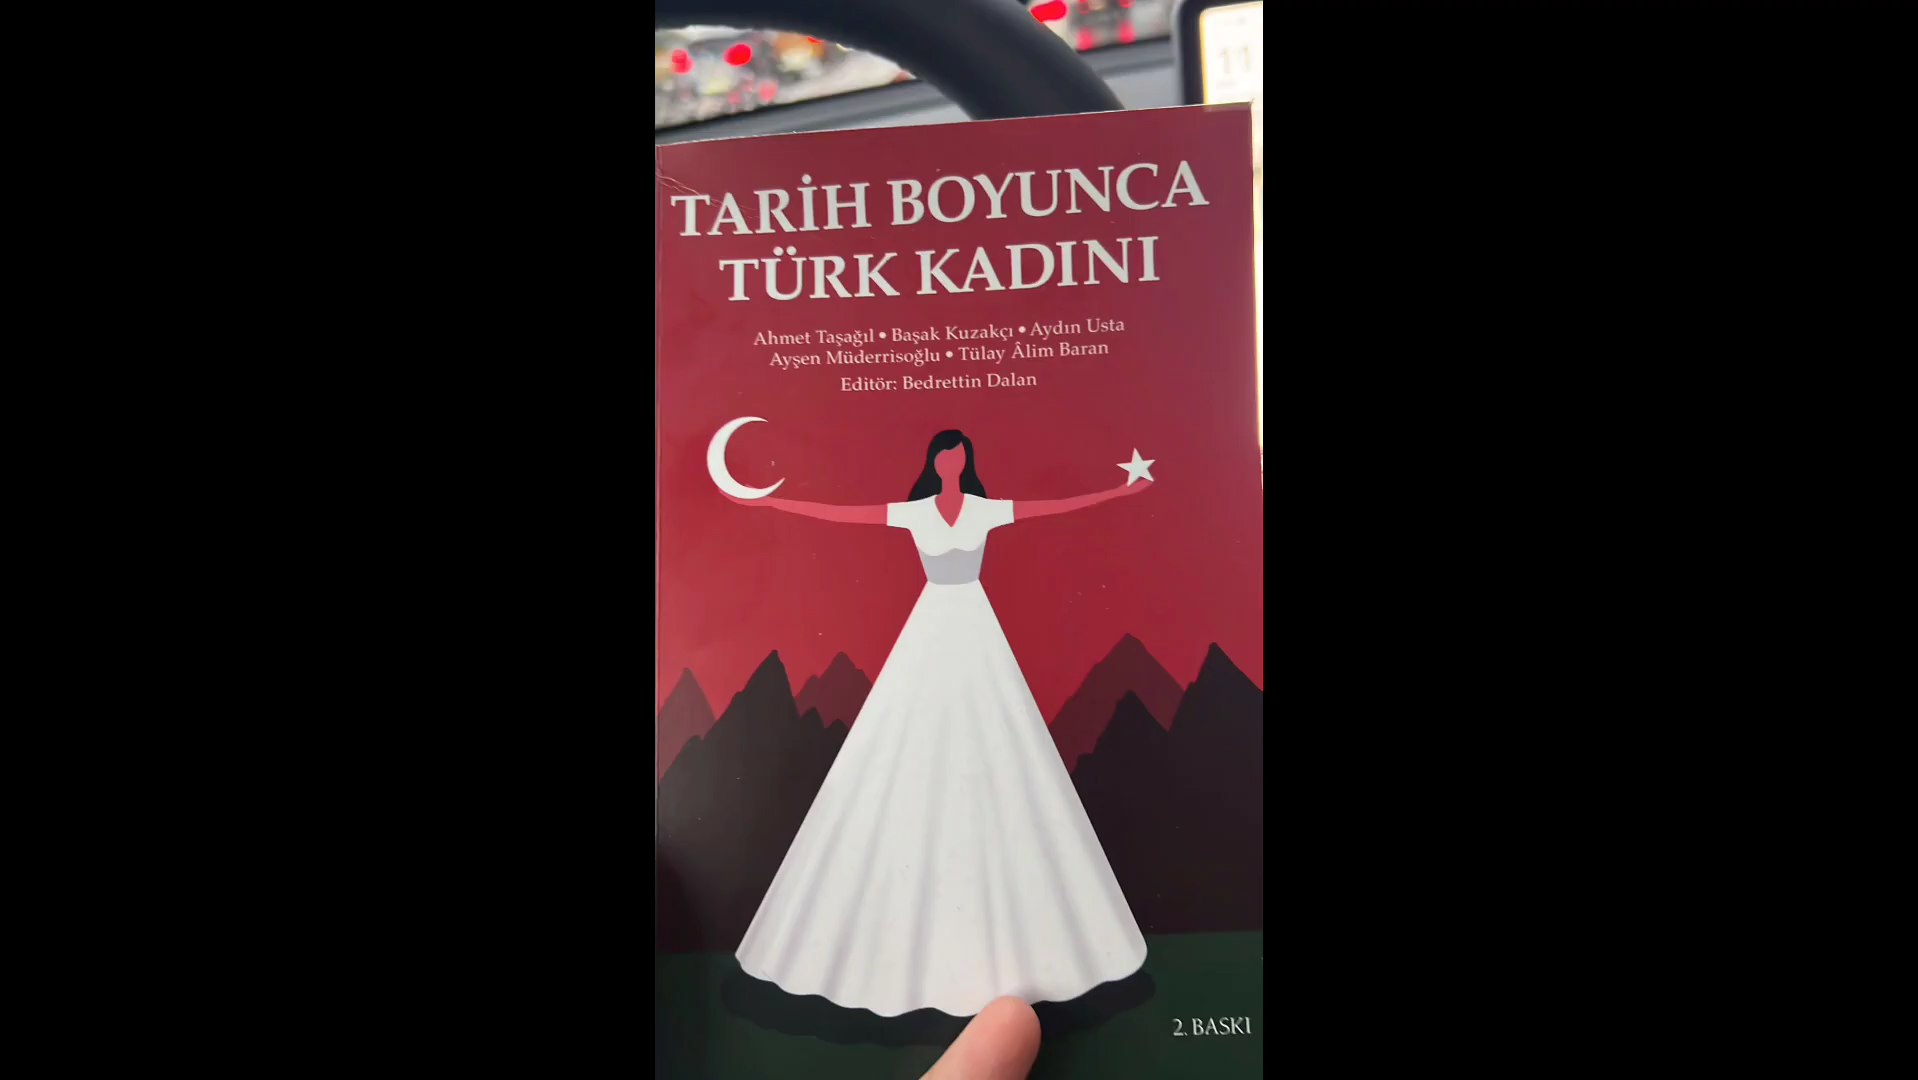 TARİH BOYUNCA
TÜRK KADINI
Ahmet Taşağıl • Başak Kuzakçı • Aydın Usta
Ayşen Müderrisoğlu • Tülay Âlim Baran
Editör: Bedrettin Dalan
2. BASKI
11